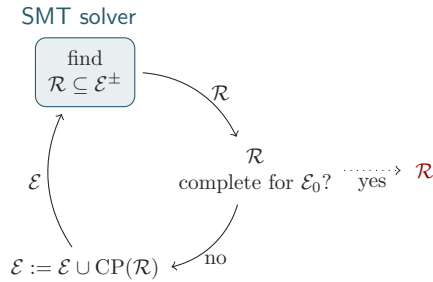 SMT solver
find
ℛ ⊆ ℰ±
ℛ
ℛ
complete for ℰ₀?
yes
ℛ
ℰ
no
ℰ := ℰ ∪ CP(ℛ)